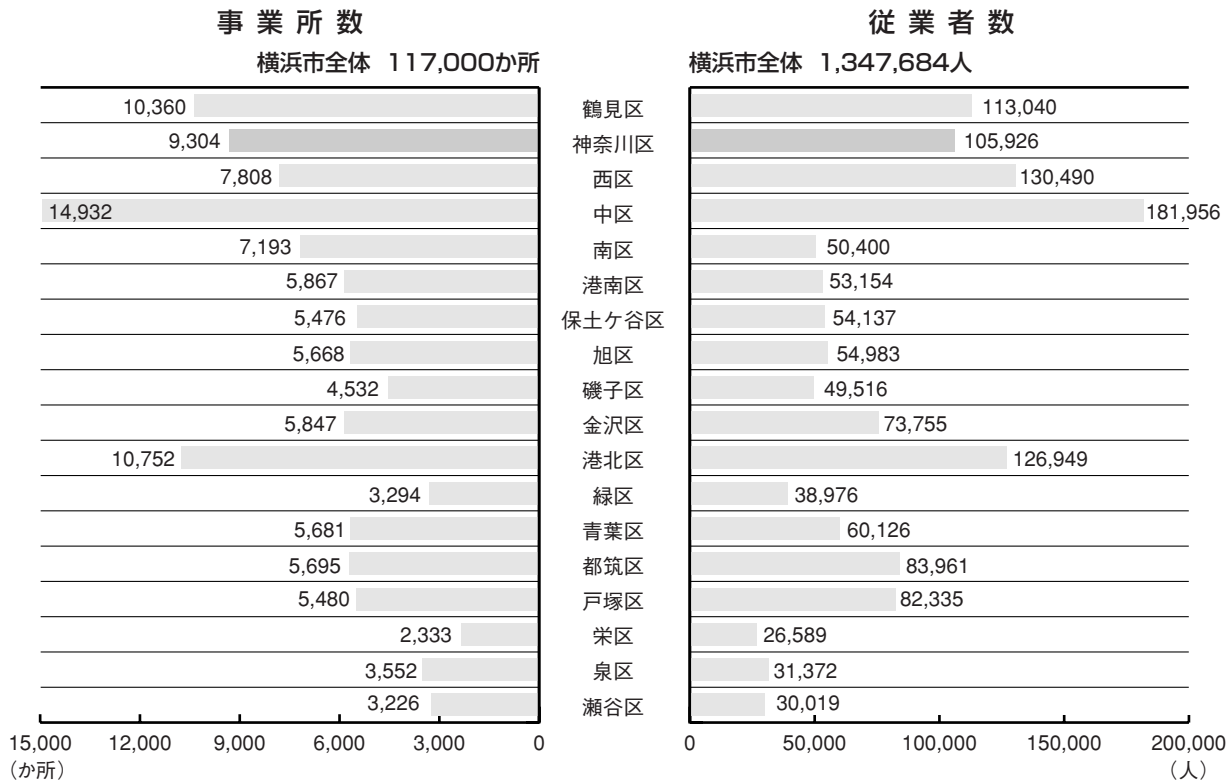 事業所数 従業者数
横浜市全体 117,000か所 横浜市全体 1,347,684人
10,360 鶴見区 113,040
9,304 神奈川区 105,926
7,808 西区 130,490
14,932 中区 181,956
7,193 南区 50,400
5,867 港南区 53,154
5,476 保土ケ谷区 54,137
5,668 旭区 54,983
4,532 磯子区 49,516
5,847 金沢区 73,755
10,752 港北区 126,949
3,294 緑区 38,976
5,681 青葉区 60,126
5,695 都筑区 83,961
5,480 戸塚区 82,335
2,333 栄区 26,589
3,552 泉区 31,372
3,226 瀬谷区 30,019
15,000 12,000 9,000 6,000 3,000 0 0 50,000 100,000 150,000 200,000
（か所） （人）